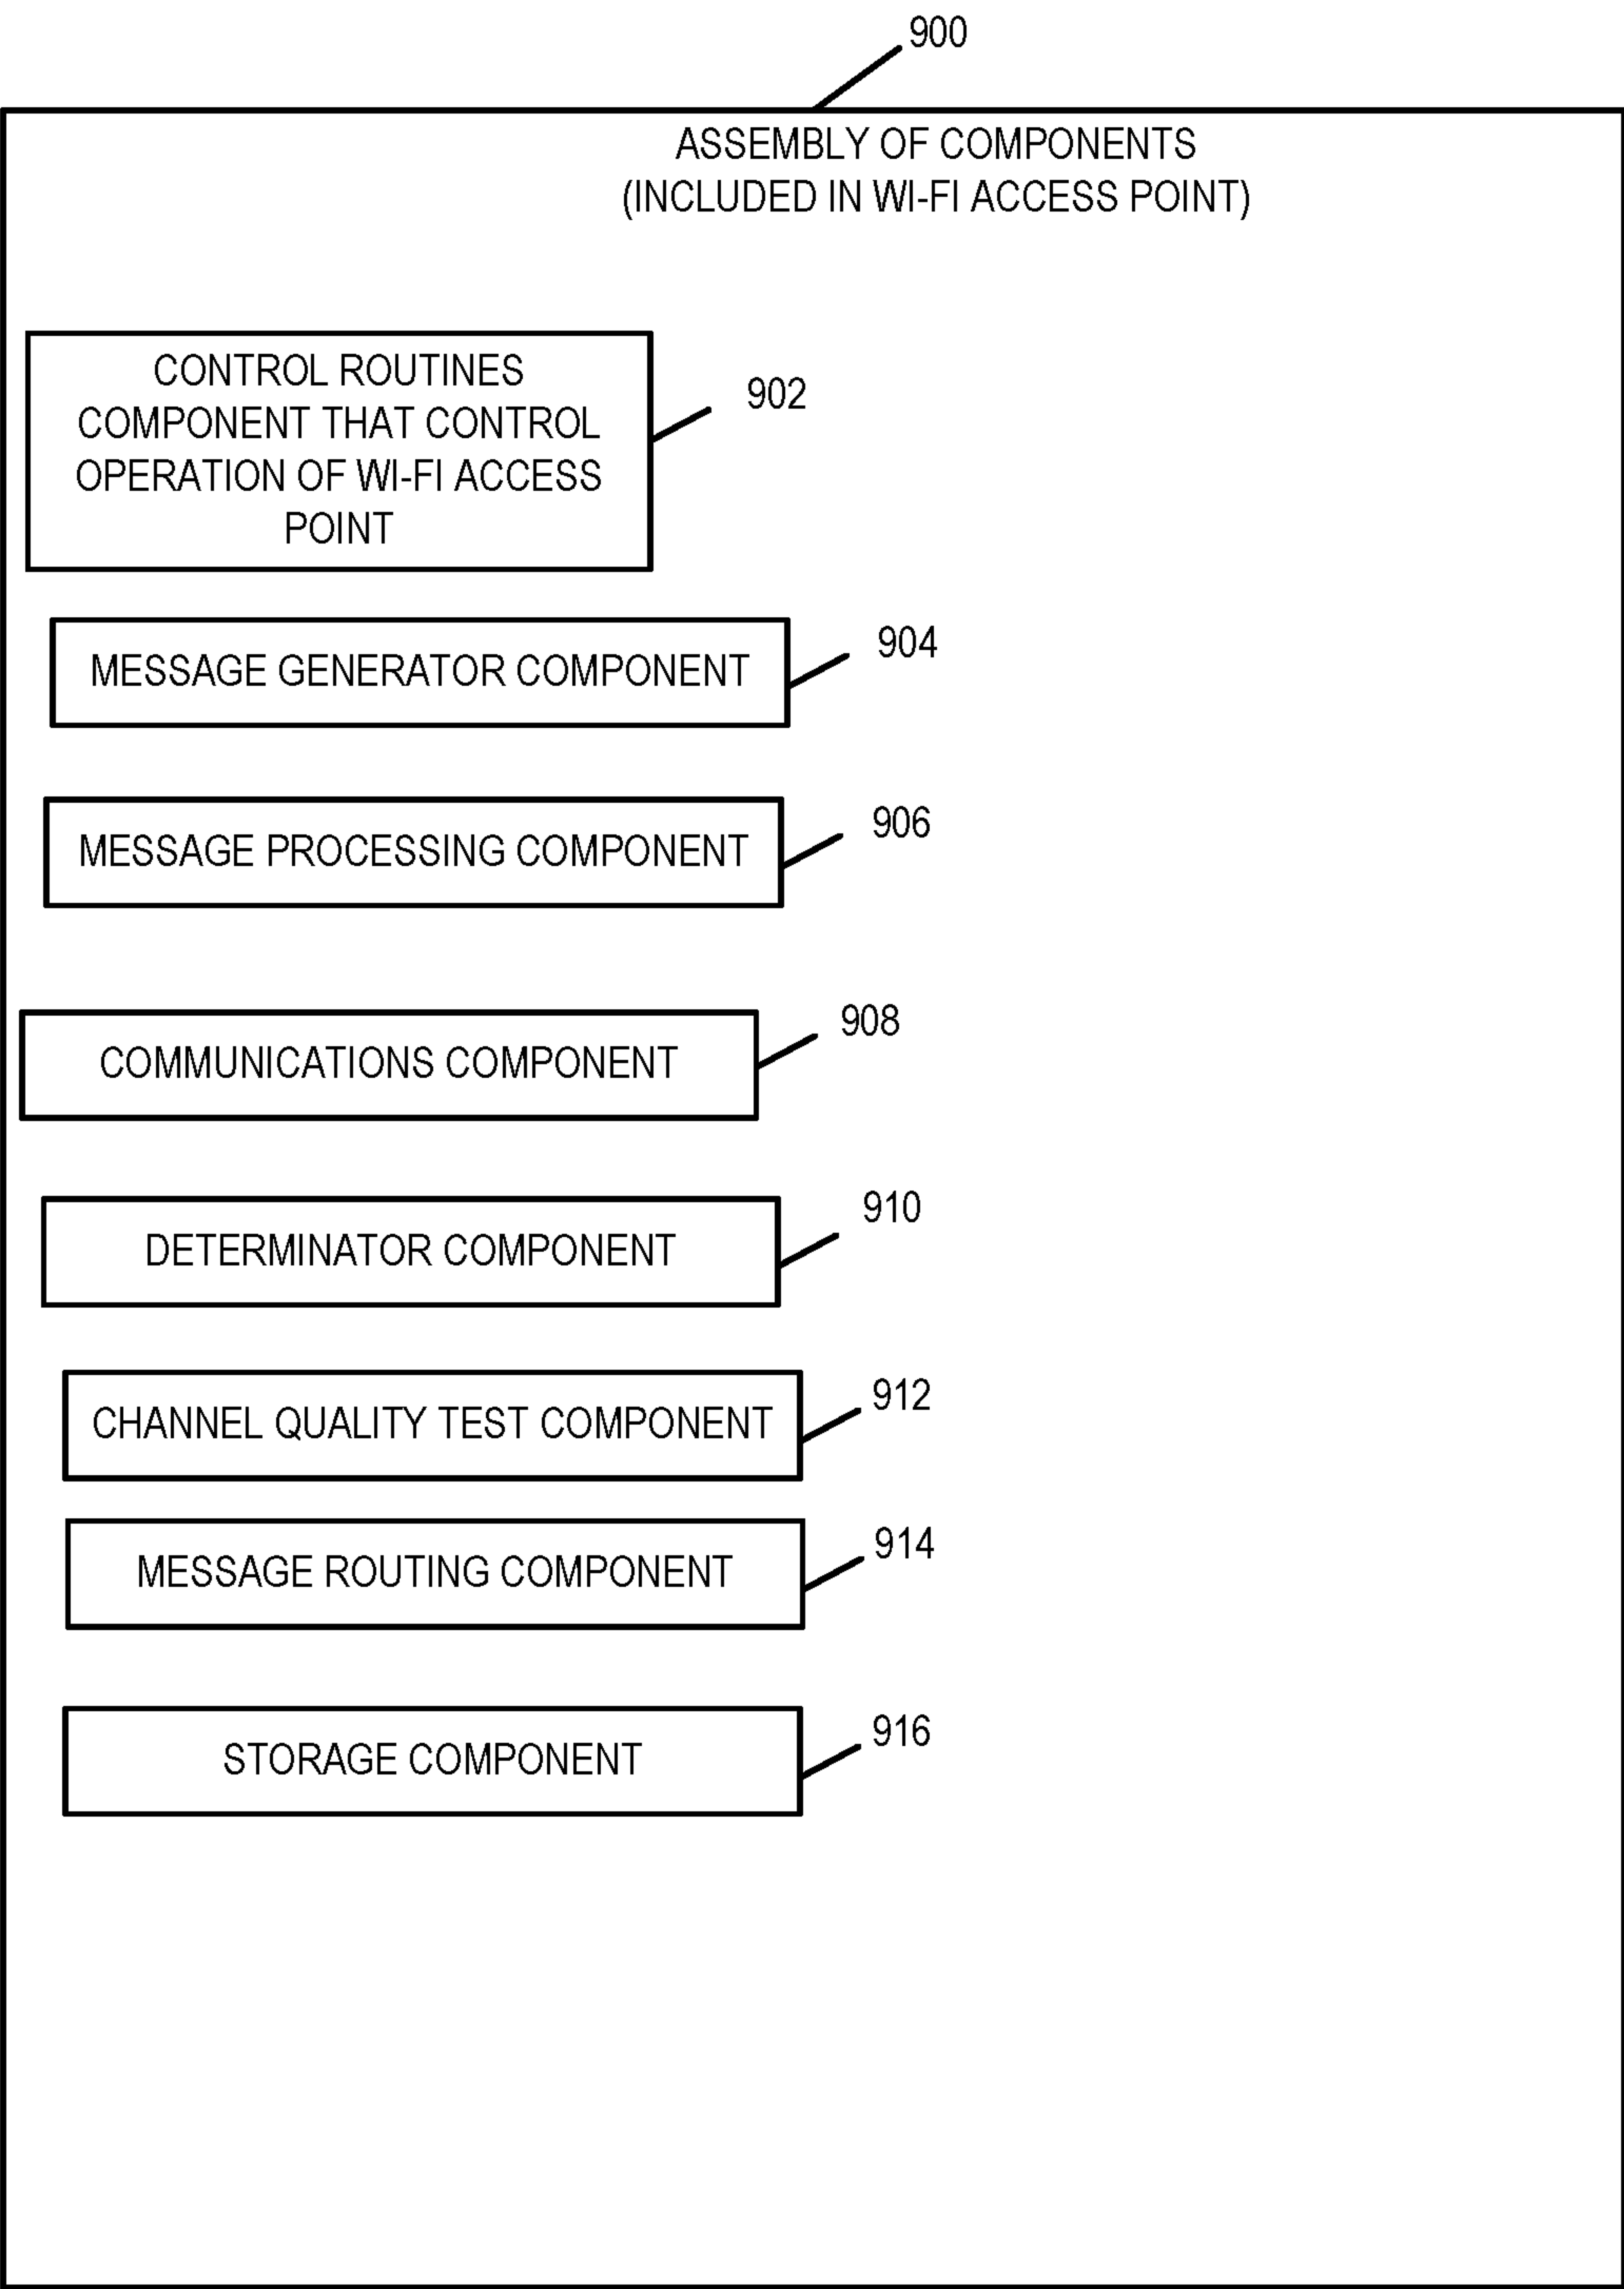 900
ASSEMBLY OF COMPONENTS
(INCLUDED IN WI-FI ACCESS POINT)
CONTROL ROUTINES
COMPONENT THAT CONTROL
OPERATION OF WI-FI ACCESS
POINT
902
MESSAGE GENERATOR COMPONENT
904
MESSAGE PROCESSING COMPONENT
906
COMMUNICATIONS COMPONENT
908
DETERMINATOR COMPONENT
910
CHANNEL QUALITY TEST COMPONENT
912
MESSAGE ROUTING COMPONENT
914
STORAGE COMPONENT
916